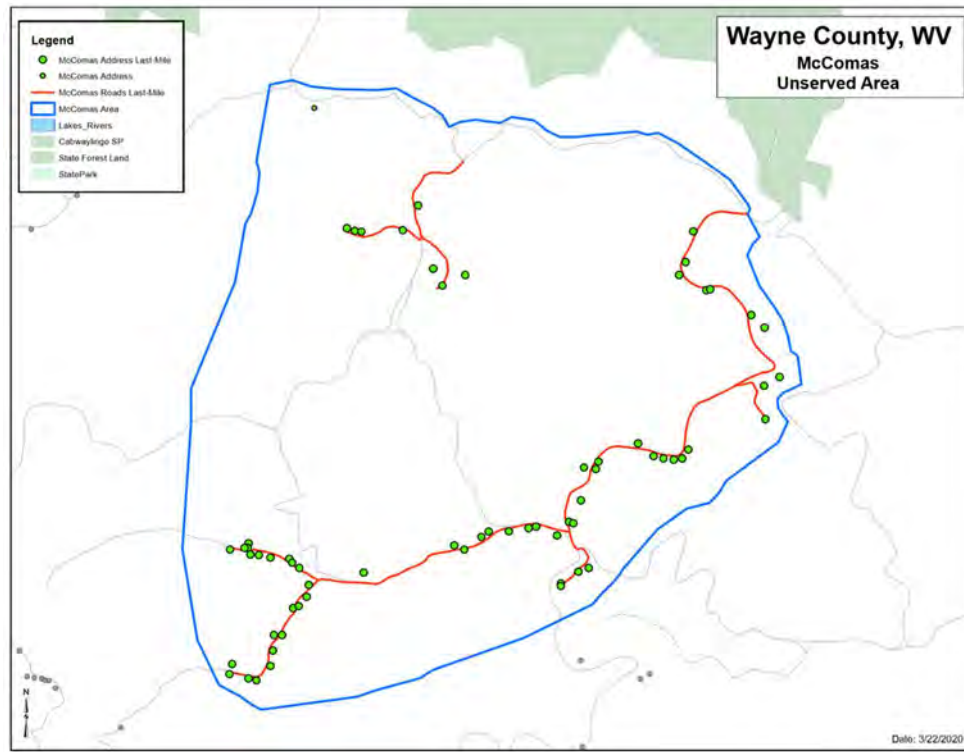 Wayne County, WV
McComas
Unserved Area
Legend
McComas Address Last-Mile
McComas Address
McComas Roads Last-Mile
McComas Area
Lakes_Rivers
Cabwaylingo SP
State Forest Land
StatePark
N
Date: 3/22/2020